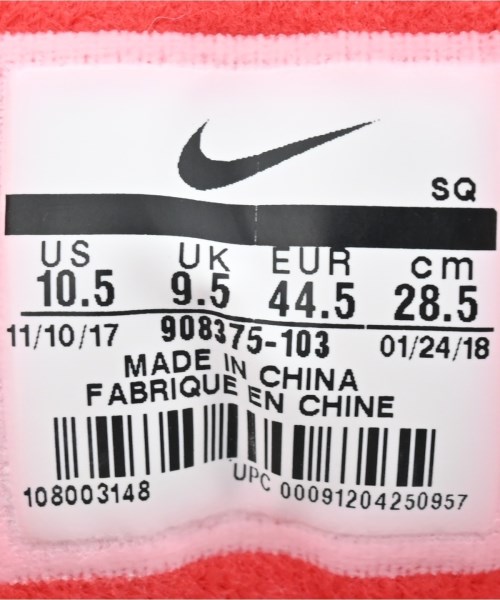 SQ
US UK EUR cm
10.5 9.5 44.5 28.5
11/10/17 908375-103 01/24/18
MADE IN CHINA
FABRIQUE EN CHINE
108003148 UPC 00091204250957